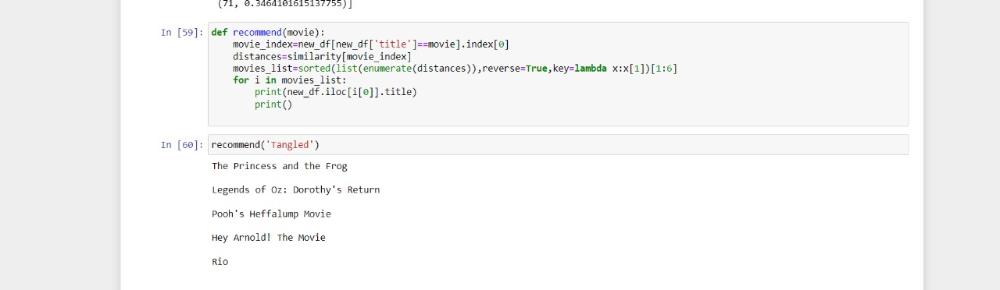 (71, 0.3464101615137755)]
In [59]: def recommend(movie):
    movie_index=new_df[new_df['title']==movie].index[0]
    distances=similarity[movie_index]
    movies_list=sorted(list(enumerate(distances)),reverse=True,key=lambda x:x[1])[1:6]
    for i in movies_list:
        print(new_df.iloc[i[0]].title)
        print()
In [60]: recommend('Tangled')
The Princess and the Frog
Legends of Oz: Dorothy's Return
Pooh's Heffalump Movie
Hey Arnold! The Movie
Rio